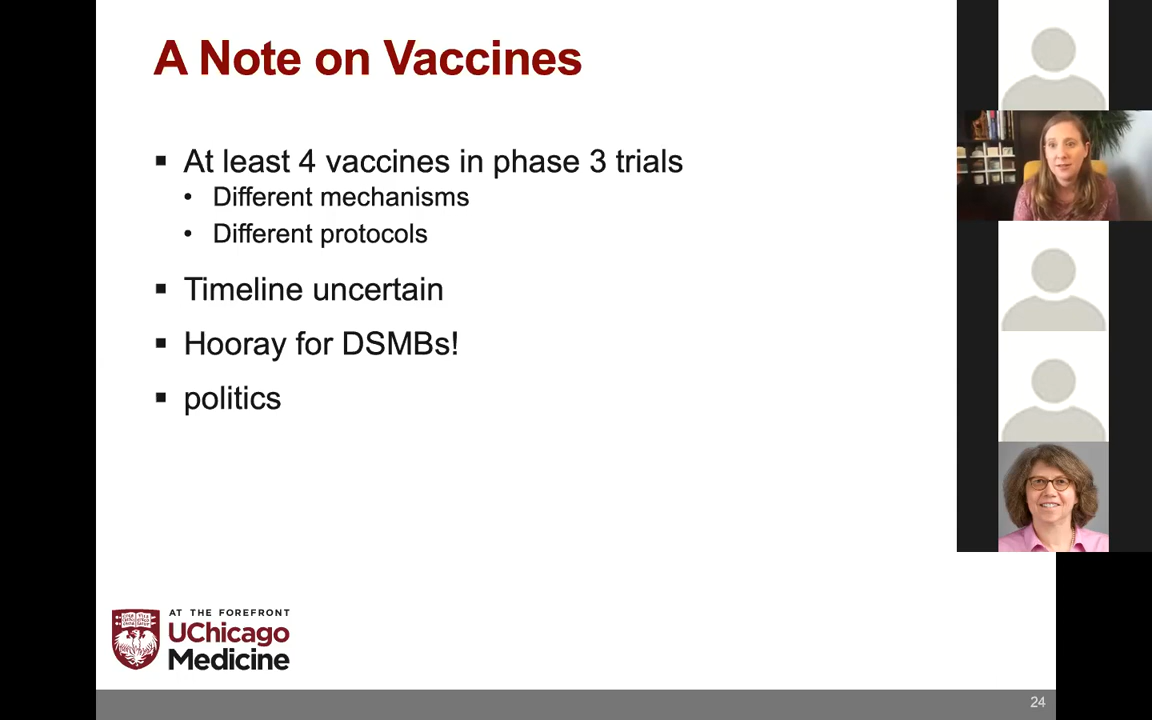 A Note on Vaccines
At least 4 vaccines in phase 3 trials
Different mechanisms
Different protocols
Timeline uncertain
Hooray for DSMBs!
politics
AT THE FOREFRONT
UChicago
Medicine
24